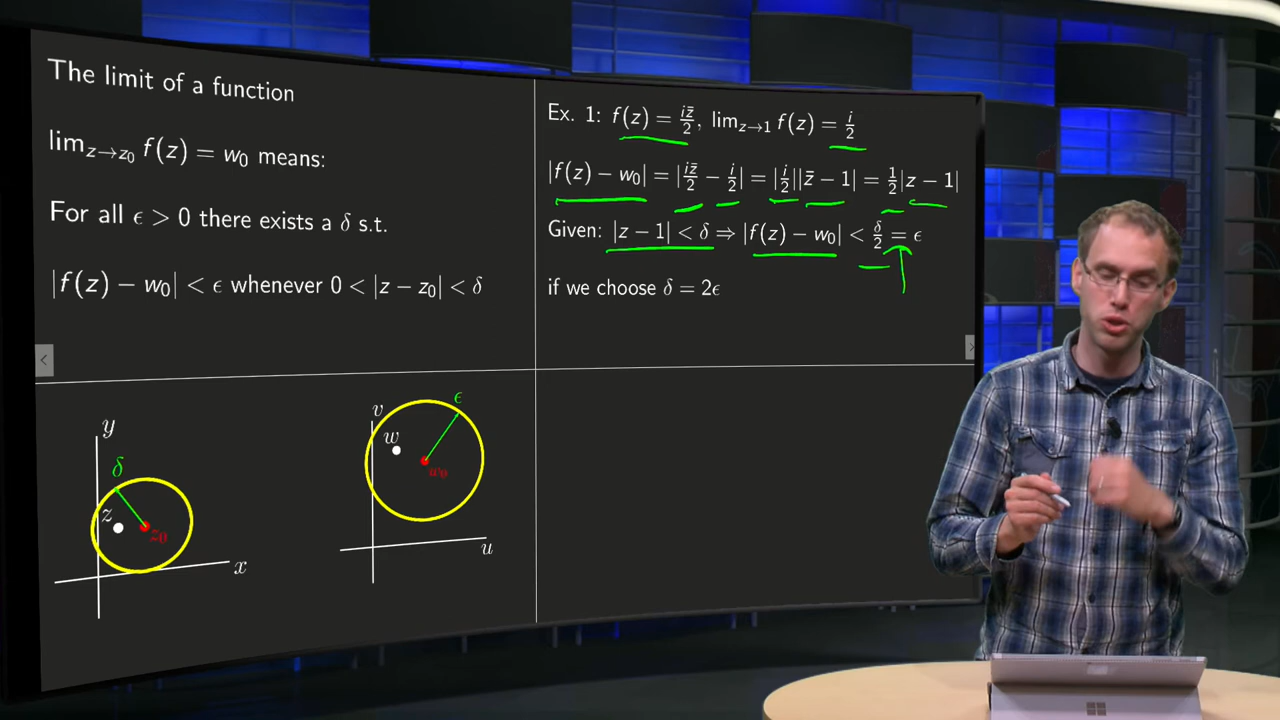 The limit of a function
lim_{z→z₀} f(z) = w₀ means:
For all ϵ > 0 there exists a δ s.t.
|f(z) − w₀| < ϵ whenever 0 < |z − z₀| < δ
Ex. 1: f(z) = iz̄/2, lim_{z→1} f(z) = i/2
|f(z) − w₀| = |iz̄/2 − i/2| = |i/2||z̄ − 1| = 1/2|z − 1|
Given: |z − 1| < δ ⇒ |f(z) − w₀| < δ/2 = ϵ
if we choose δ = 2ϵ
y
δ
z
z₀
x
v
ϵ
w
w₀
u